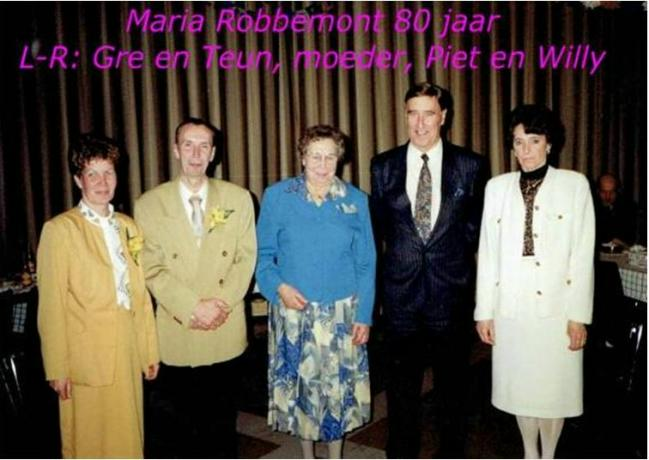 Maria Robbemont 80 jaar
L-R: Gre en Teun, moeder, Piet en Willy